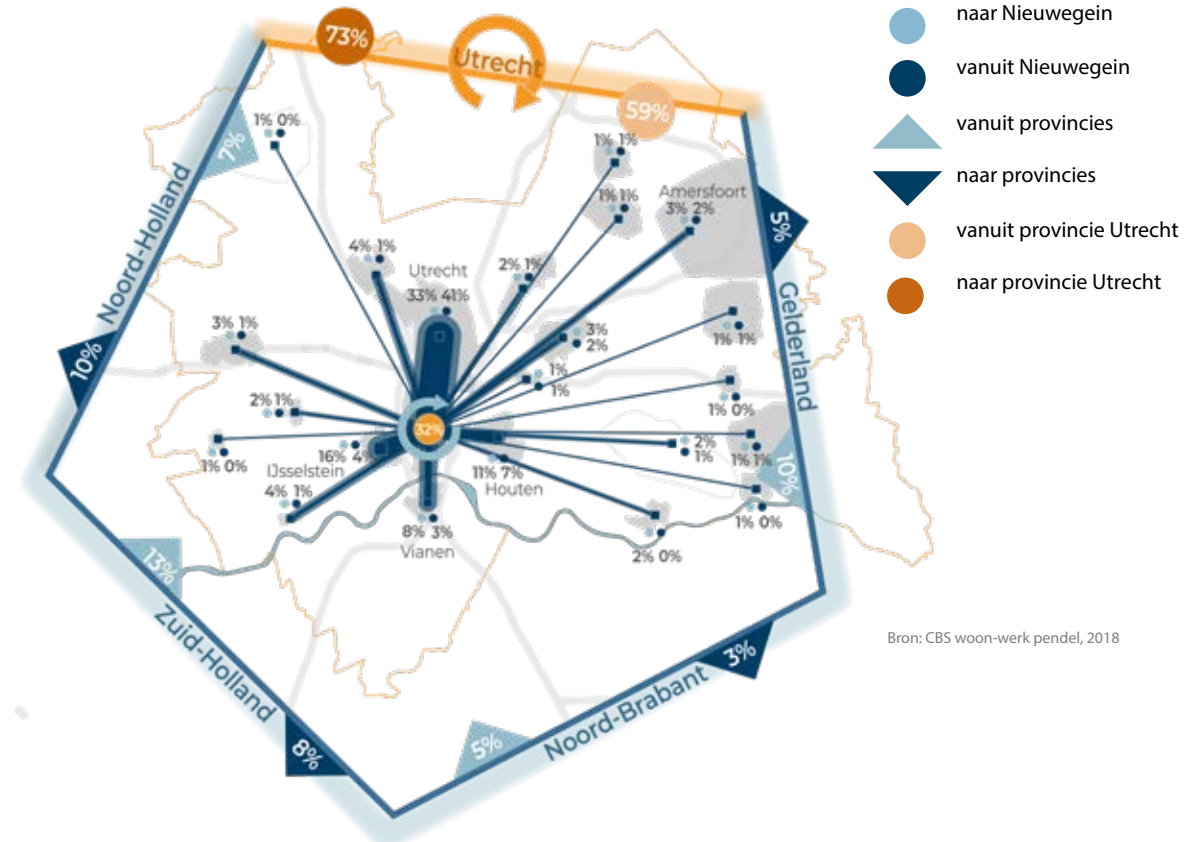 naar Nieuwegein
vanuit Nieuwegein
vanuit provincies
naar provincies
vanuit provincie Utrecht
naar provincie Utrecht
73%
Utrecht
59%
7%
1% 0%
1% 1%
Noord-Holland
1% 1%
Amersfoort
3% 2%
5%
4% 1%
Utrecht
33% 41%
2% 1%
Gelderland
3% 1%
3%
2%
1% 1%
10%
1%
1%
2% 1%
1% 0%
32%
1% 0%
IJsselstein
16% 4%
11% 7%
Houten
2%
1%
1% 1%
10%
4% 1%
1% 0%
8% 3%
Vianen
2% 0%
13%
Zuid-Holland
3%
Noord-Brabant
5%
8%
Bron: CBS woon-werk pendel, 2018